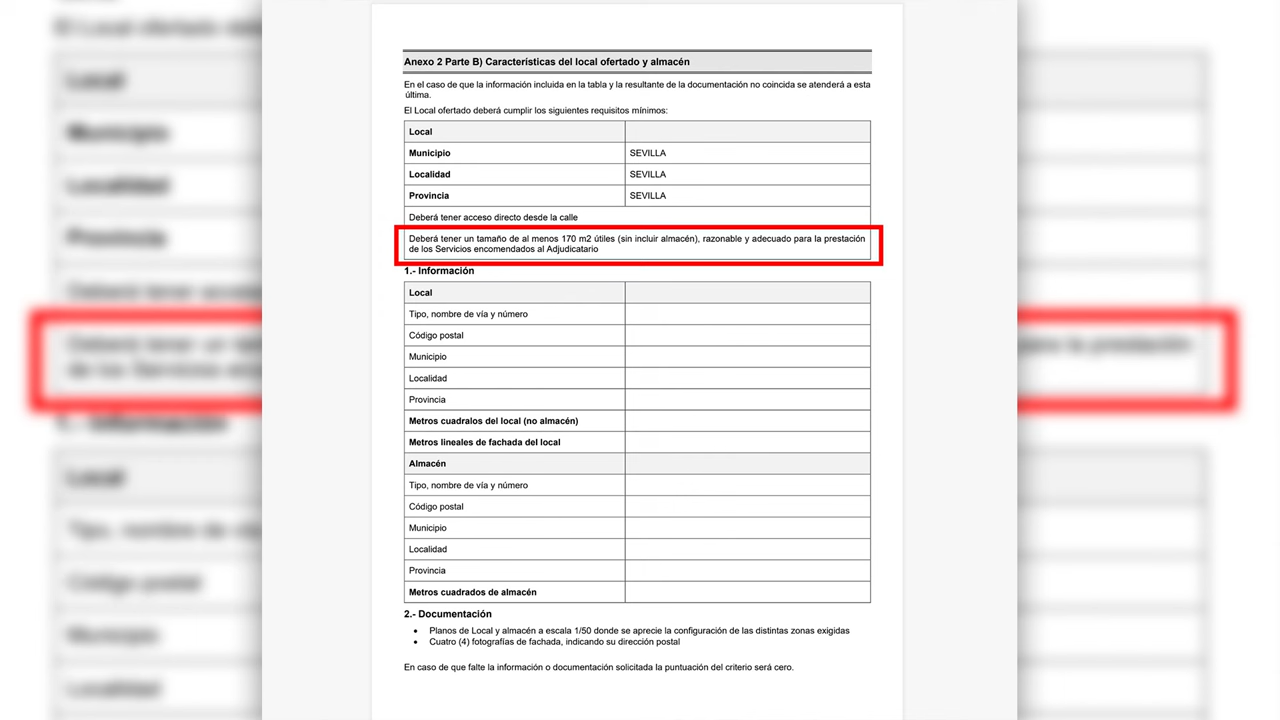 Anexo 2 Parte B) Características del local ofertado y almacén
En el caso de que la información incluida en la tabla y la resultante de la documentación no coincida se atenderá a esta
última.
El Local ofertado deberá cumplir los siguientes requisitos mínimos:
Local
Municipio SEVILLA
Localidad SEVILLA
Provincia SEVILLA
Deberá tener acceso directo desde la calle
Deberá tener un tamaño de al menos 170 m2 útiles (sin incluir almacén), razonable y adecuado para la prestación
de los Servicios encomendados al Adjudicatario
1.- Información
Local
Tipo, nombre de vía y número
Código postal
Municipio
Localidad
Provincia
Metros cuadralos del local (no almacén)
Metros lineales de fachada del local
Almacén
Tipo, nombre de vía y número
Código postal
Municipio
Localidad
Provincia
Metros cuadrados de almacén
2.- Documentación
• Planos de Local y almacén a escala 1/50 donde se aprecie la configuración de las distintas zonas exigidas
• Cuatro (4) fotografías de fachada, indicando su dirección postal
En caso de que falte la información o documentación solicitada la puntuación del criterio será cero.